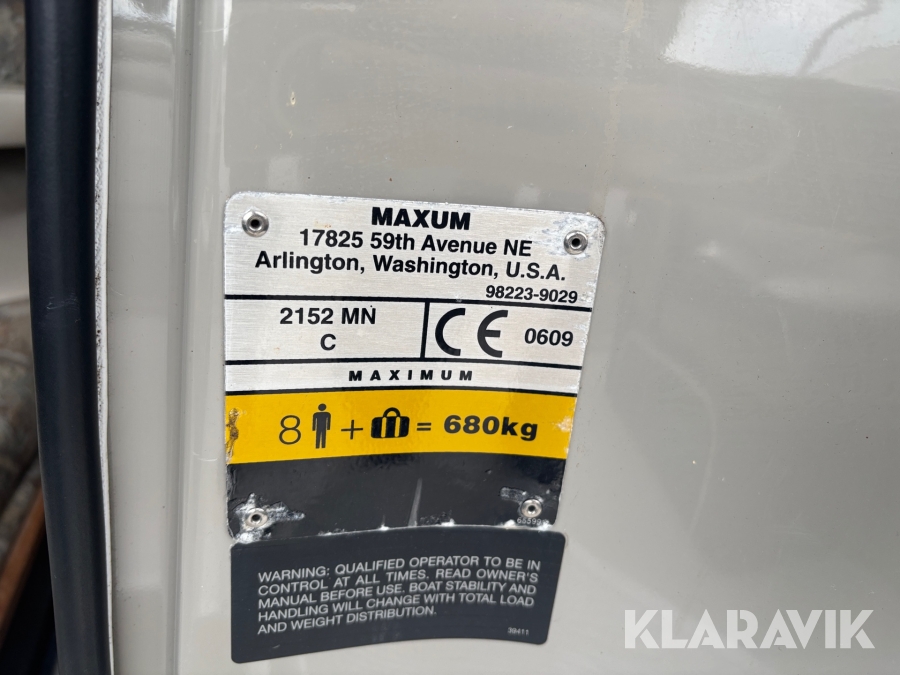 MAXUM
17825 59th Avenue NE
Arlington, Washington, U.S.A.
98223-9029
2152 MN
C
CE 0609
MAXIMUM
8 + = 680kg
WARNING: QUALIFIED OPERATOR TO BE IN
CONTROL AT ALL TIMES. READ OWNER'S
MANUAL BEFORE USE. BOAT STABILITY AND
HANDLING WILL CHANGE WITH TOTAL LOAD
AND WEIGHT DISTRIBUTION.
39411
KLARAVIK